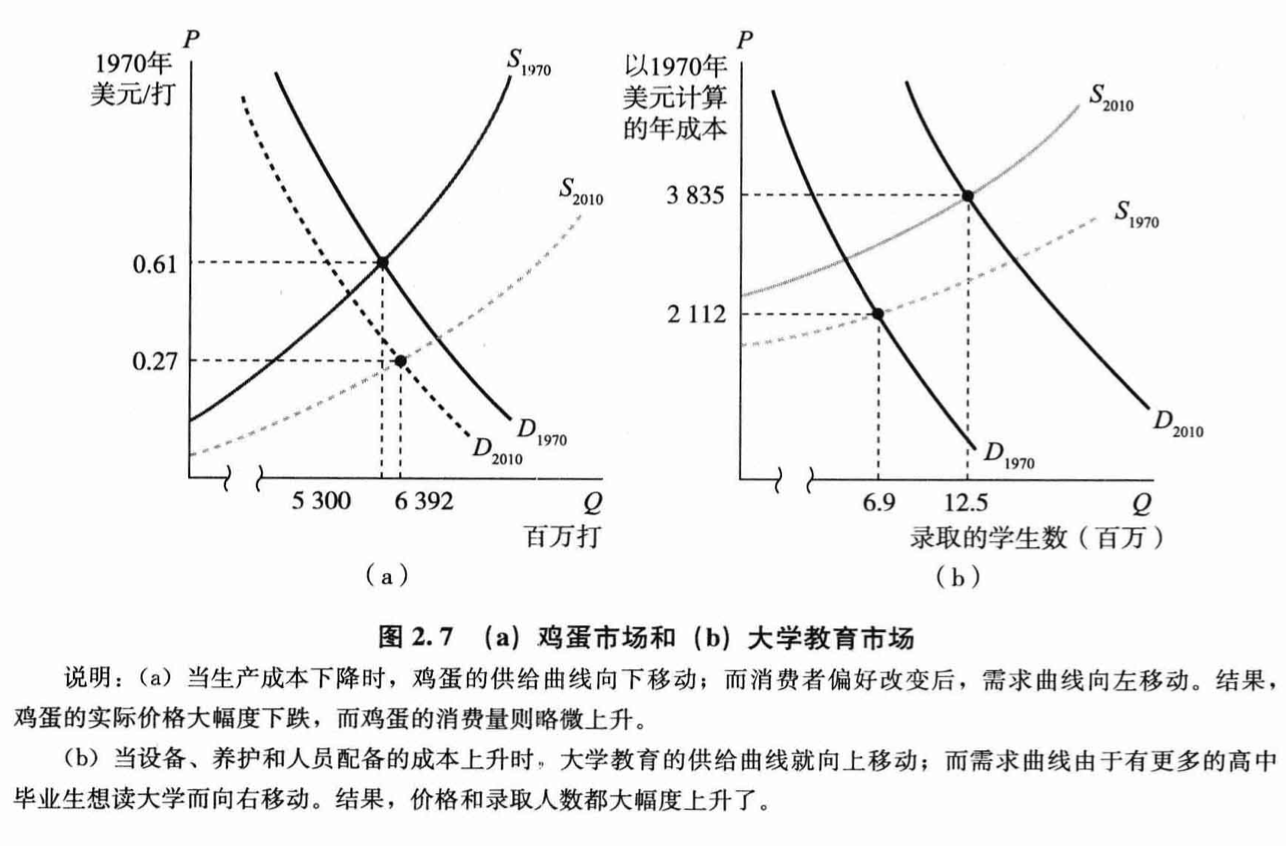 P
1970年
美元/打
S1970
S2010
0.61
0.27
D1970
D2010
5 300
6 392
Q
百万打
(a)
P
以1970年
美元计算
的年成本
S2010
3 835
S1970
2 112
D2010
D1970
6.9
12.5
Q
录取的学生数(百万)
(b)
图 2.7 (a) 鸡蛋市场和 (b) 大学教育市场
说明:(a) 当生产成本下降时,鸡蛋的供给曲线向下移动;而消费者偏好改变后,需求曲线向左移动。结果,
鸡蛋的实际价格大幅度下跌,而鸡蛋的消费量则略微上升。
(b) 当设备、养护和人员配备的成本上升时,大学教育的供给曲线就向上移动;而需求曲线由于有更多的高中
毕业生想读大学而向右移动。结果,价格和录取人数都大幅度上升了。